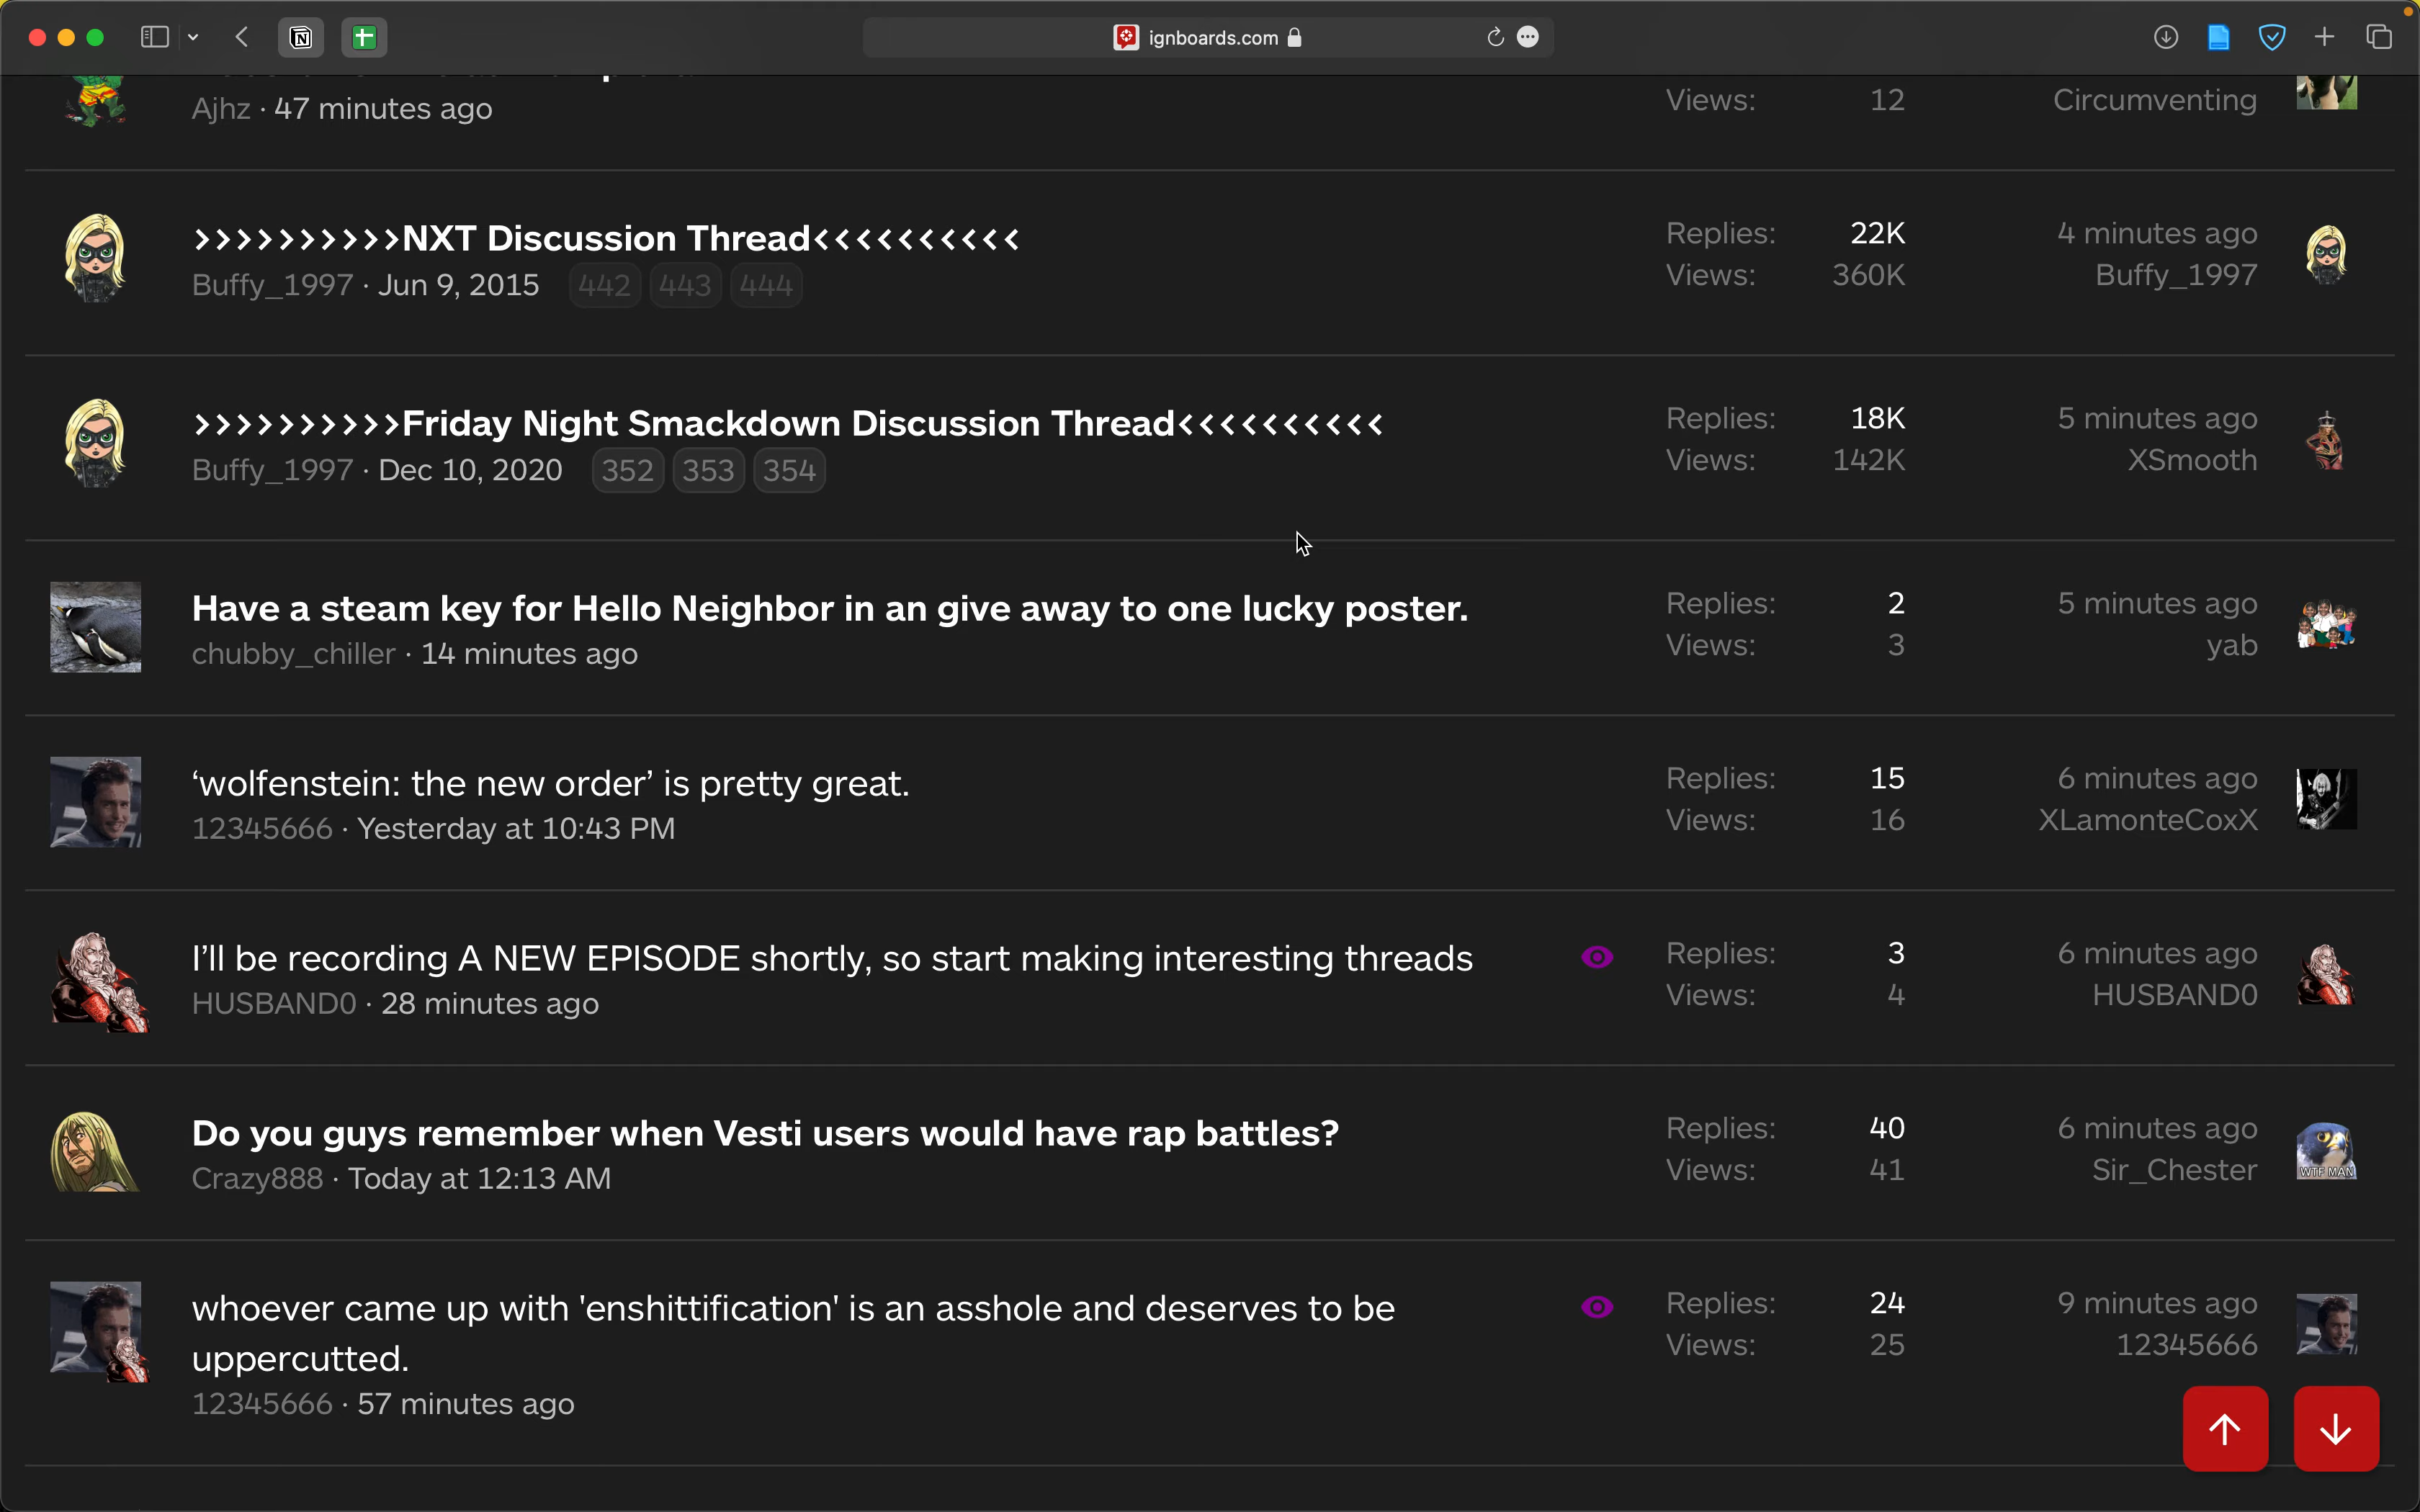 ignboards.com
Ajhz · 47 minutes ago
Views: 12
Circumventing
>>>>>>>>>>NXT Discussion Thread<<<<<<<<<<
Buffy_1997 · Jun 9, 2015 442 443 444
Replies: 22K
Views: 360K
4 minutes ago
Buffy_1997
>>>>>>>>>>Friday Night Smackdown Discussion Thread<<<<<<<<<<
Buffy_1997 · Dec 10, 2020 352 353 354
Replies: 18K
Views: 142K
5 minutes ago
XSmooth
Have a steam key for Hello Neighbor in an give away to one lucky poster.
chubby_chiller · 14 minutes ago
Replies: 2
Views: 3
5 minutes ago
yab
‘wolfenstein: the new order’ is pretty great.
12345666 · Yesterday at 10:43 PM
Replies: 15
Views: 16
6 minutes ago
XLamonteCoxX
I’ll be recording A NEW EPISODE shortly, so start making interesting threads
HUSBAND0 · 28 minutes ago
Replies: 3
Views: 4
6 minutes ago
HUSBAND0
Do you guys remember when Vesti users would have rap battles?
Crazy888 · Today at 12:13 AM
Replies: 40
Views: 41
6 minutes ago
Sir_Chester
WTF MAN
whoever came up with 'enshittification' is an asshole and deserves to be
uppercutted.
12345666 · 57 minutes ago
Replies: 24
Views: 25
9 minutes ago
12345666